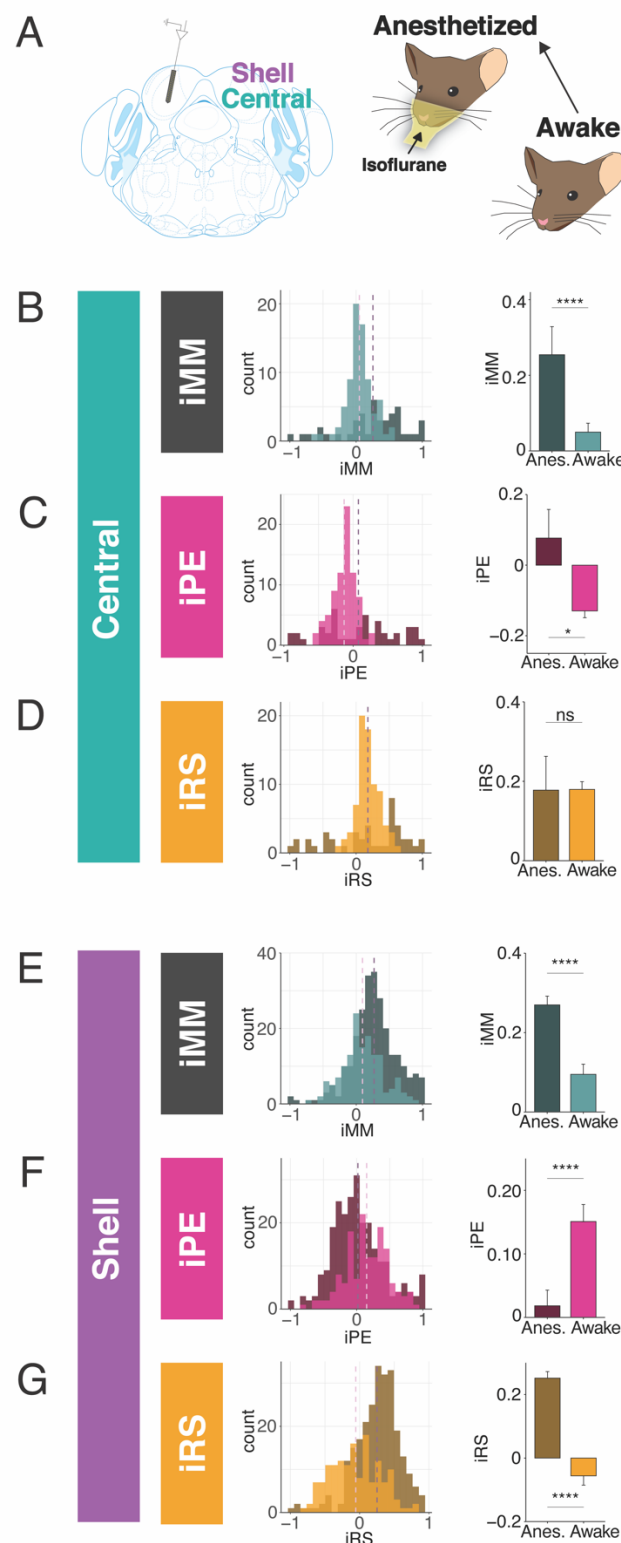 A
Shell
Central
Anesthetized
Awake
Isoflurane
B
Central
iMM
count
20
10
0
−1 0 1
iMM
iMM
0.4
0.2
0
****
Anes. Awake
C
iPE
count
20
10
0
−1 0 1
iPE
iPE
0.2
0
−0.2
*
Anes. Awake
D
iRS
count
20
10
0
−1 0 1
iRS
iRS
0.4
0.2
0
ns
Anes. Awake
E
Shell
iMM
count
40
20
0
−1 0 1
iMM
iMM
0.4
0.2
0
****
Anes. Awake
F
iPE
count
20
0
−1 0 1
iPE
iPE
0.20
0.10
0
****
Anes. Awake
G
iRS
count
20
0
−1 0 1
iRS
iRS
0.2
0
−0.2
****
Anes. Awake